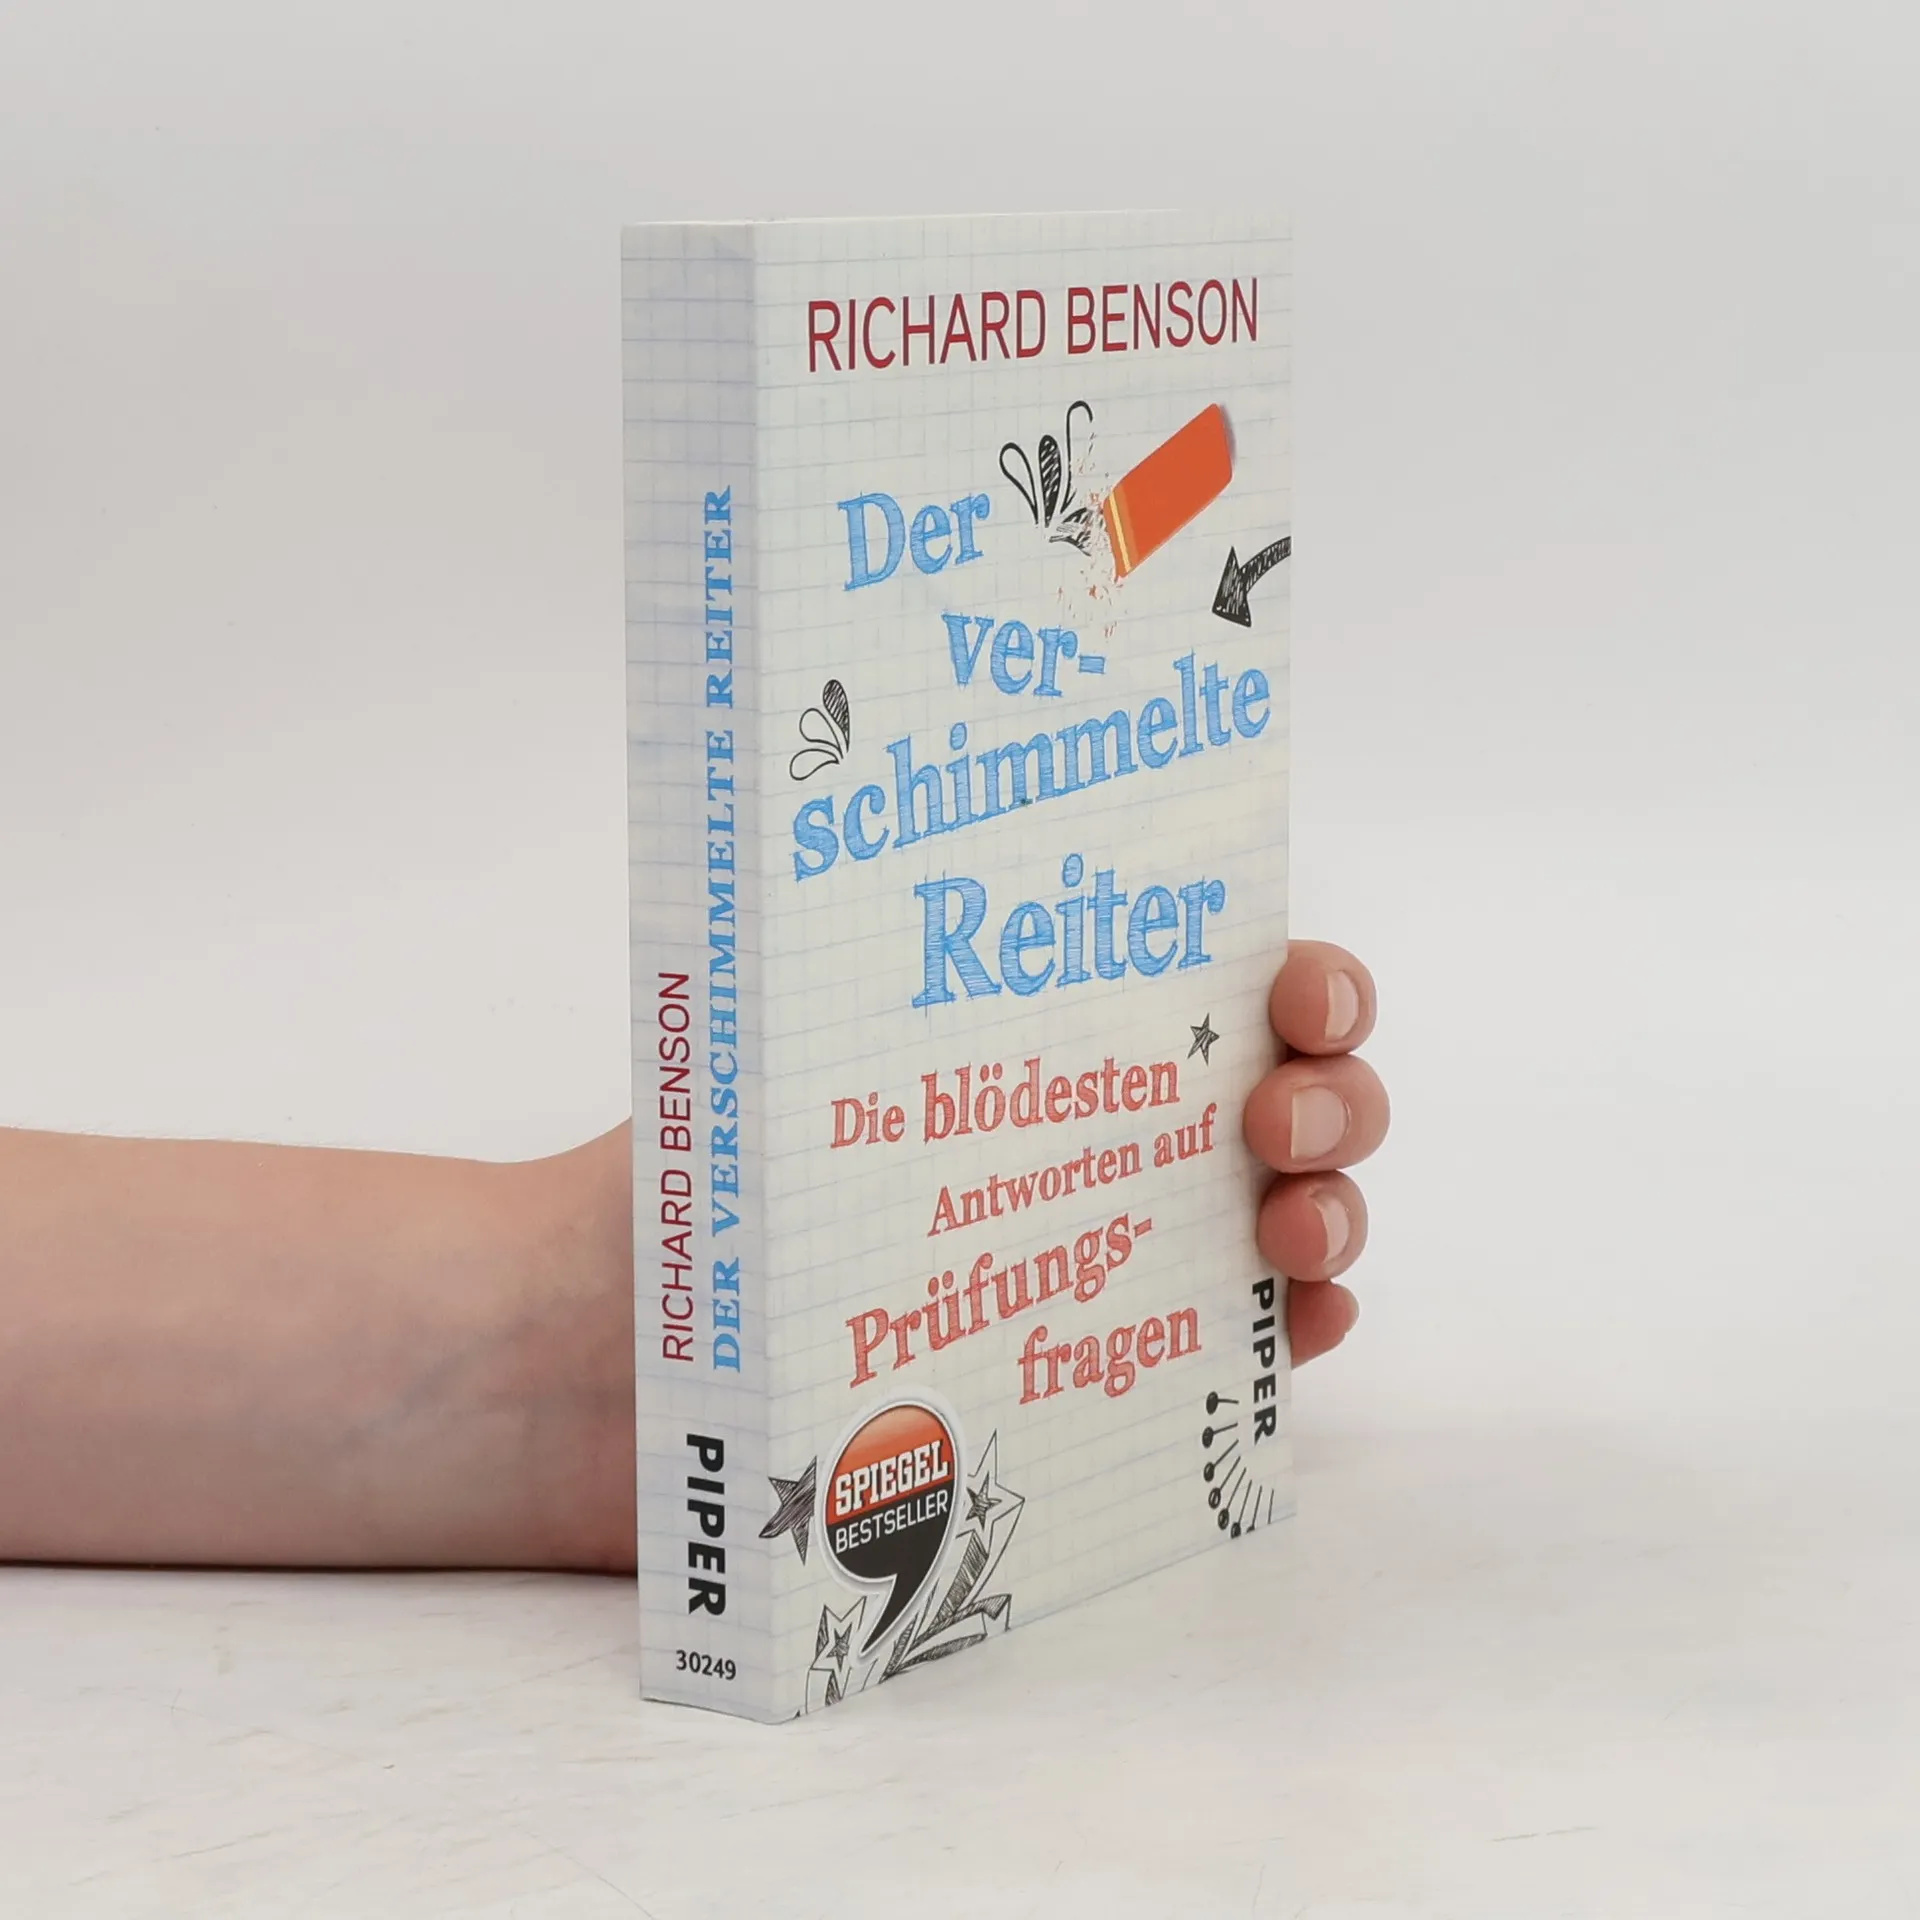 RICHARD BENSON
Der
ver-
schimmelte
Reiter
Die blödesten
Antworten auf
Prüfungs-
fragen
SPIEGEL
BESTSELLER
PIPER
RICHARD BENSON
DER VERSCHIMMELTE REITER
PIPER
30249